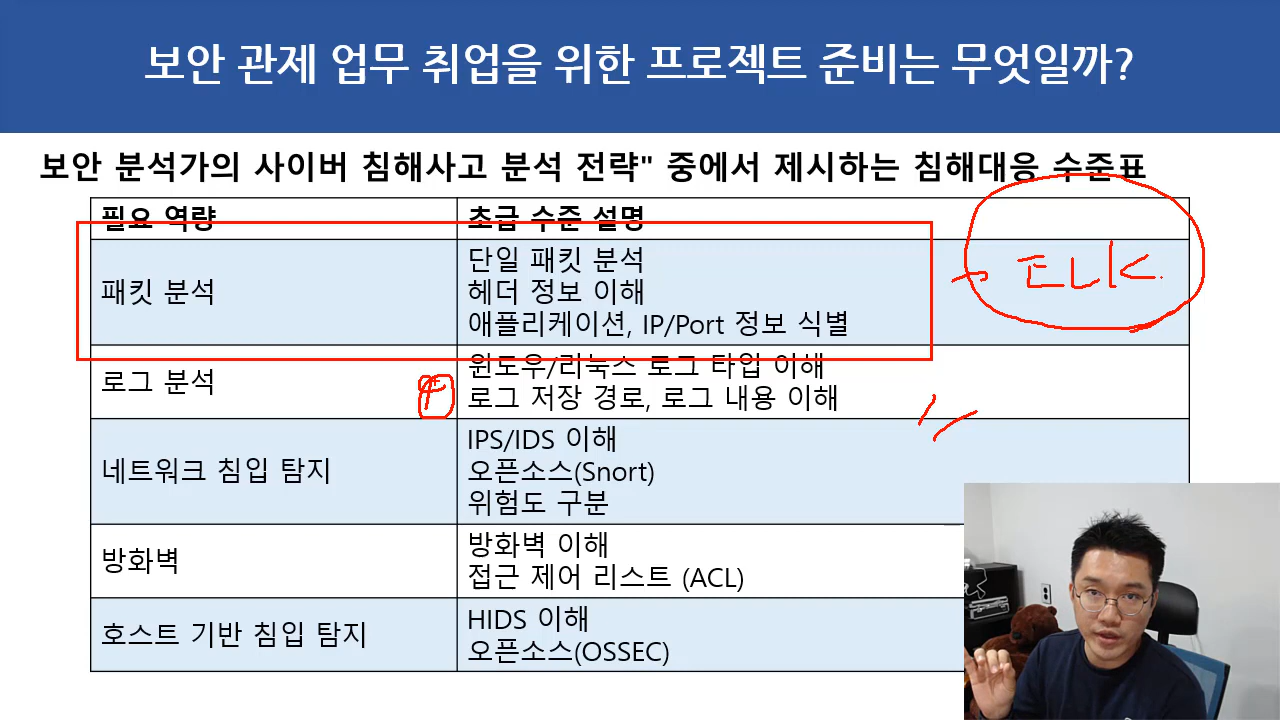 보안 관제 업무 취업을 위한 프로젝트 준비는 무엇일까?
보안 분석가의 사이버 침해사고 분석 전략" 중에서 제시하는 침해대응 수준표
필요 역량
초급 수준 설명
패킷 분석
단일 패킷 분석
헤더 정보 이해
애플리케이션, IP/Port 정보 식별
ELK
로그 분석
윈도우/리눅스 로그 타입 이해
로그 저장 경로, 로그 내용 이해
네트워크 침입 탐지
IPS/IDS 이해
오픈소스(Snort)
위험도 구분
방화벽
방화벽 이해
접근 제어 리스트 (ACL)
호스트 기반 침입 탐지
HIDS 이해
오픈소스(OSSEC)